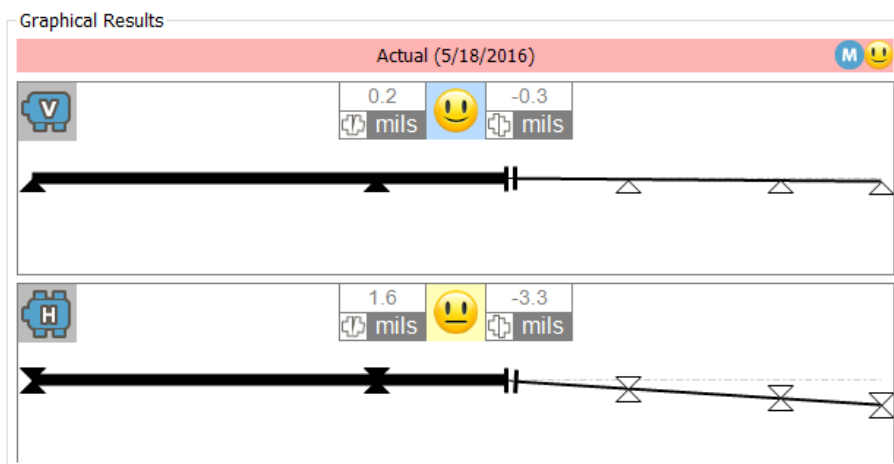 Graphical Results
Actual (5/18/2016) M
V 0.2 -0.3
mils mils
H 1.6 -3.3
mils mils